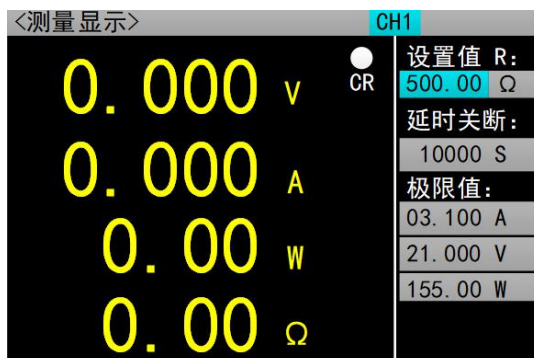 <测量显示> CH1
0.000 V
CR
0.000 A
0.00 W
0.00 Ω
设置值 R:
500.00 Ω
延时关断:
10000 S
极限值:
03.100 A
21.000 V
155.00 W